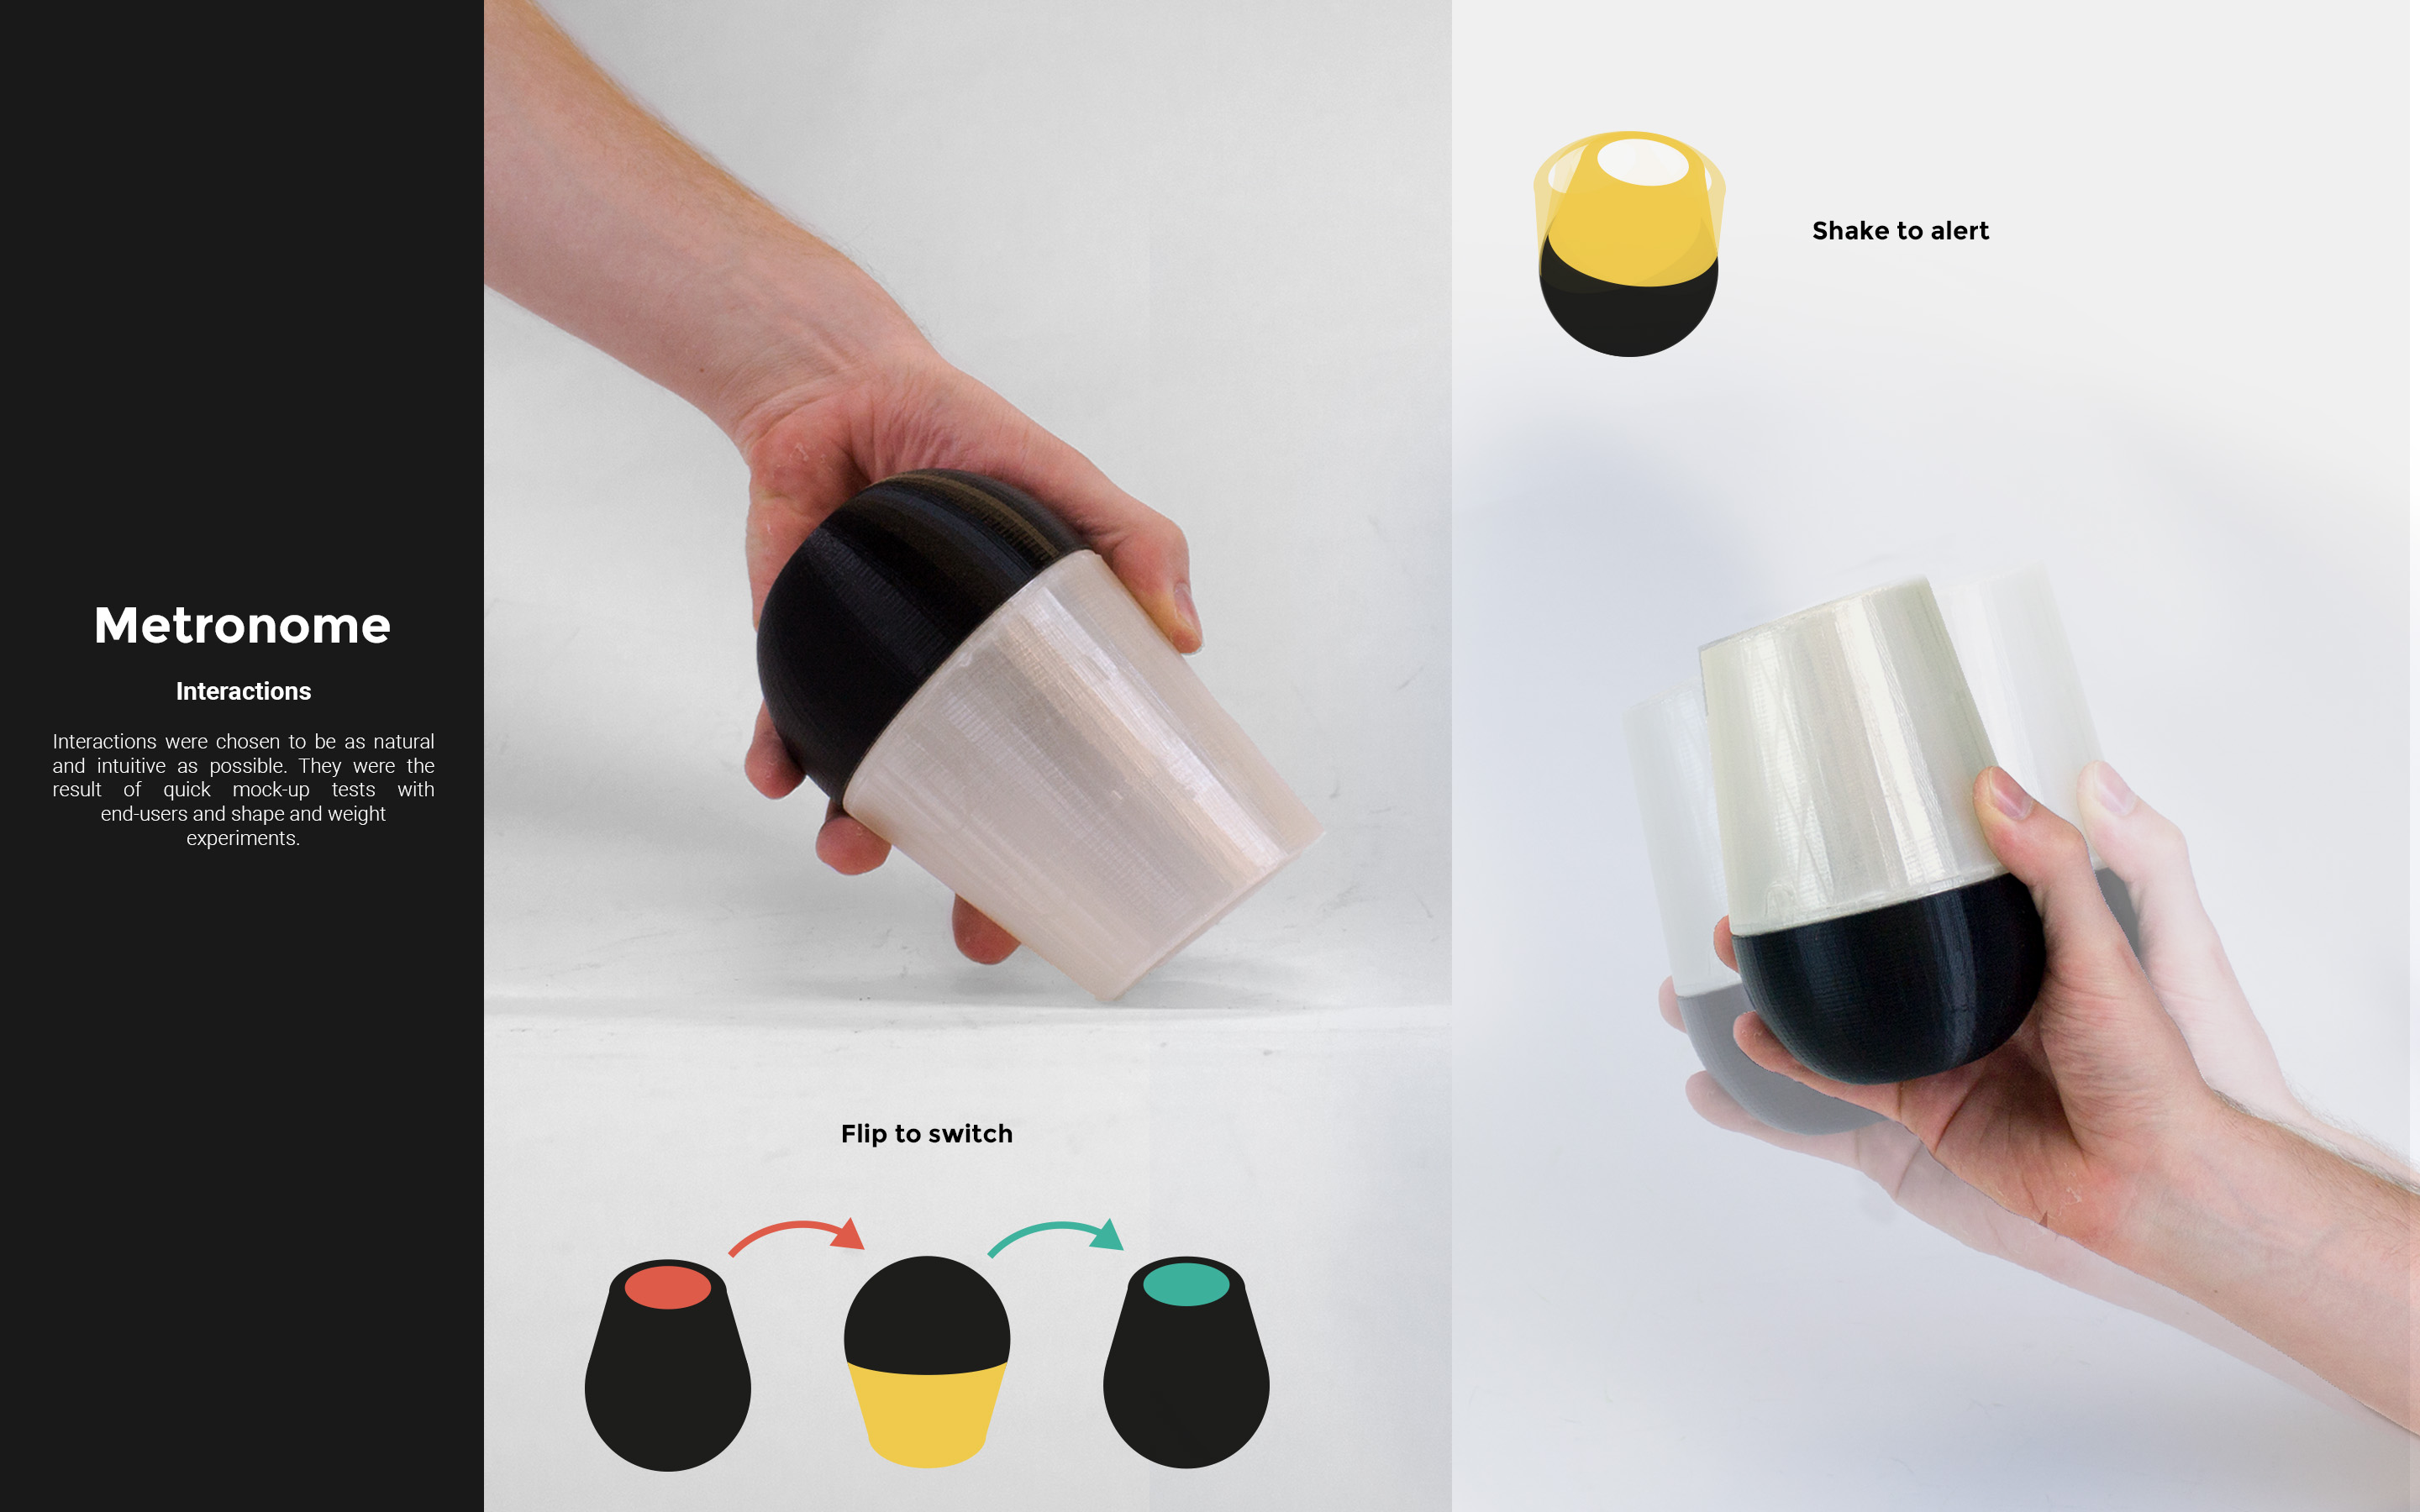 Metronome
Interactions
Interactions were chosen to be as natural
and intuitive as possible. They were the
result of quick mock-up tests with
end-users and shape and weight
experiments.
Flip to switch
Shake to alert